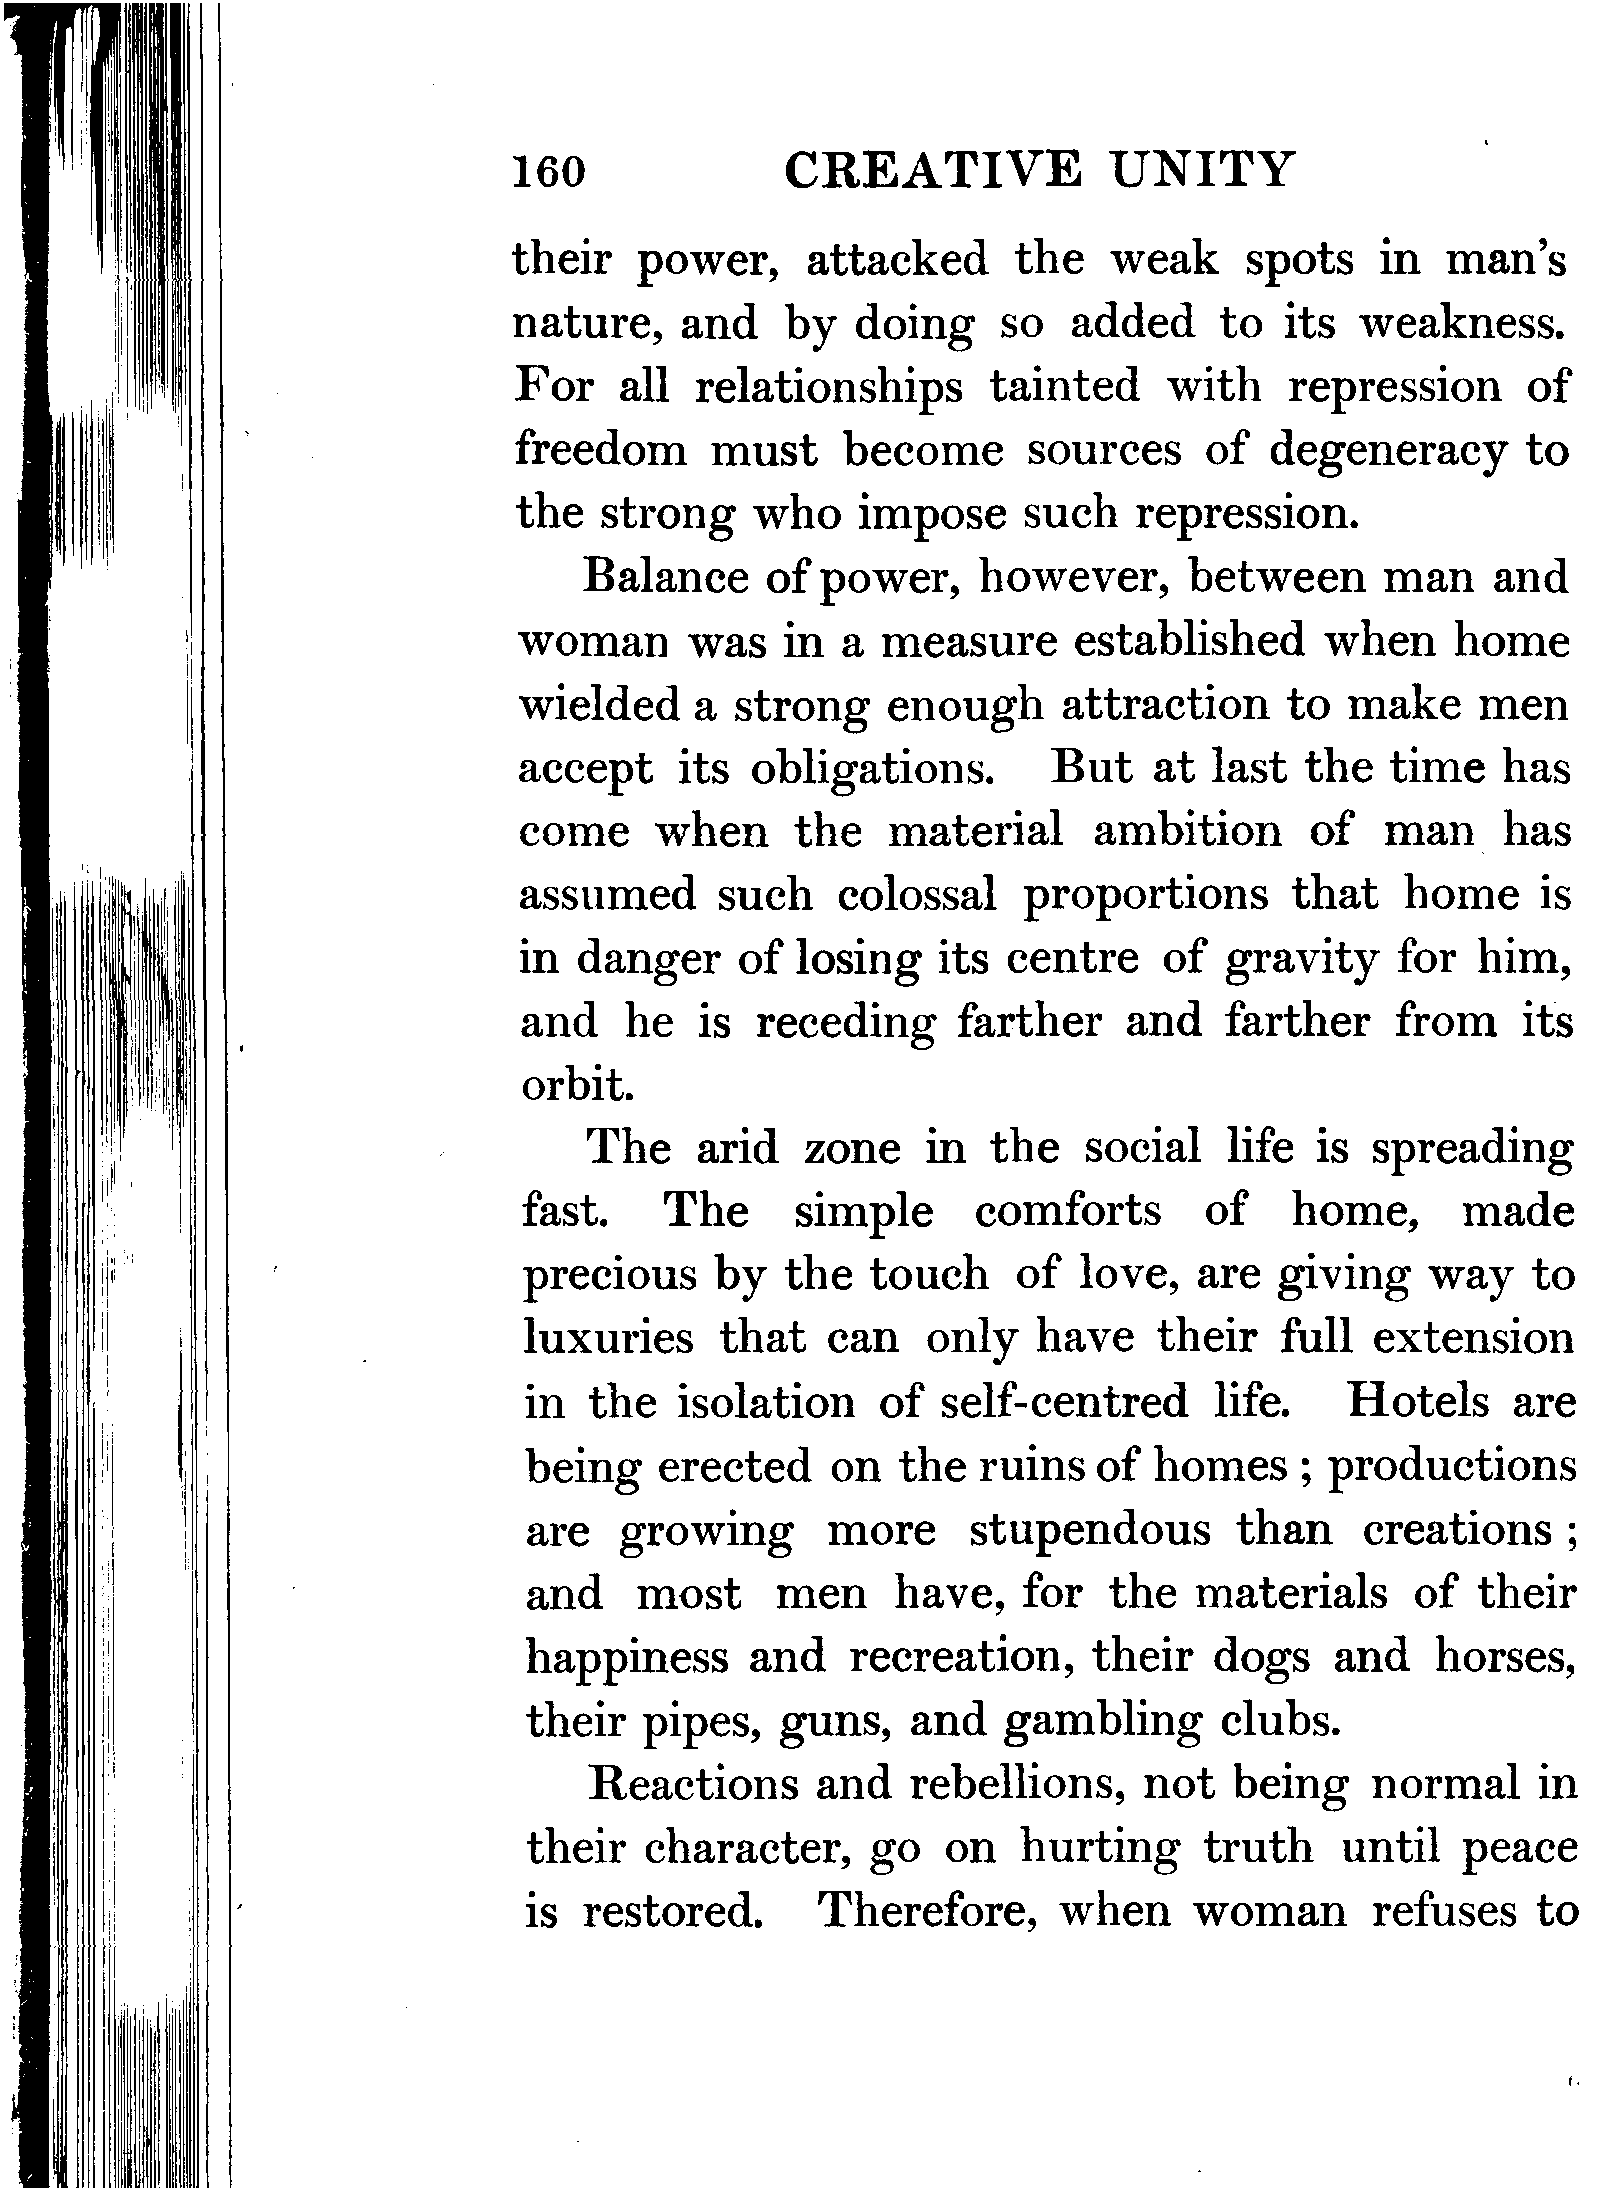 160 CREATIVE UNITY
their power, attacked the weak spots in man's
nature, and by doing so added to its weakness.
For all relationships tainted with repression of
freedom must become sources of degeneracy to
the strong who impose such repression.
Balance of power, however, between man and
woman was in a measure established when home
wielded a strong enough attraction to make men
accept its obligations. But at last the time has
come when the material ambition of man has
assumed such colossal proportions that home is
in danger of losing its centre of gravity for him,
and he is receding farther and farther from its
orbit.
The arid zone in the social life is spreading
fast. The simple comforts of home, made
precious by the touch of love, are giving way to
luxuries that can only have their full extension
in the isolation of self-centred life. Hotels are
being erected on the ruins of homes ; productions
are growing more stupendous than creations ;
and most men have, for the materials of their
happiness and recreation, their dogs and horses,
their pipes, guns, and gambling clubs.
Reactions and rebellions, not being normal in
their character, go on hurting truth until peace
is restored. Therefore, when woman refuses to